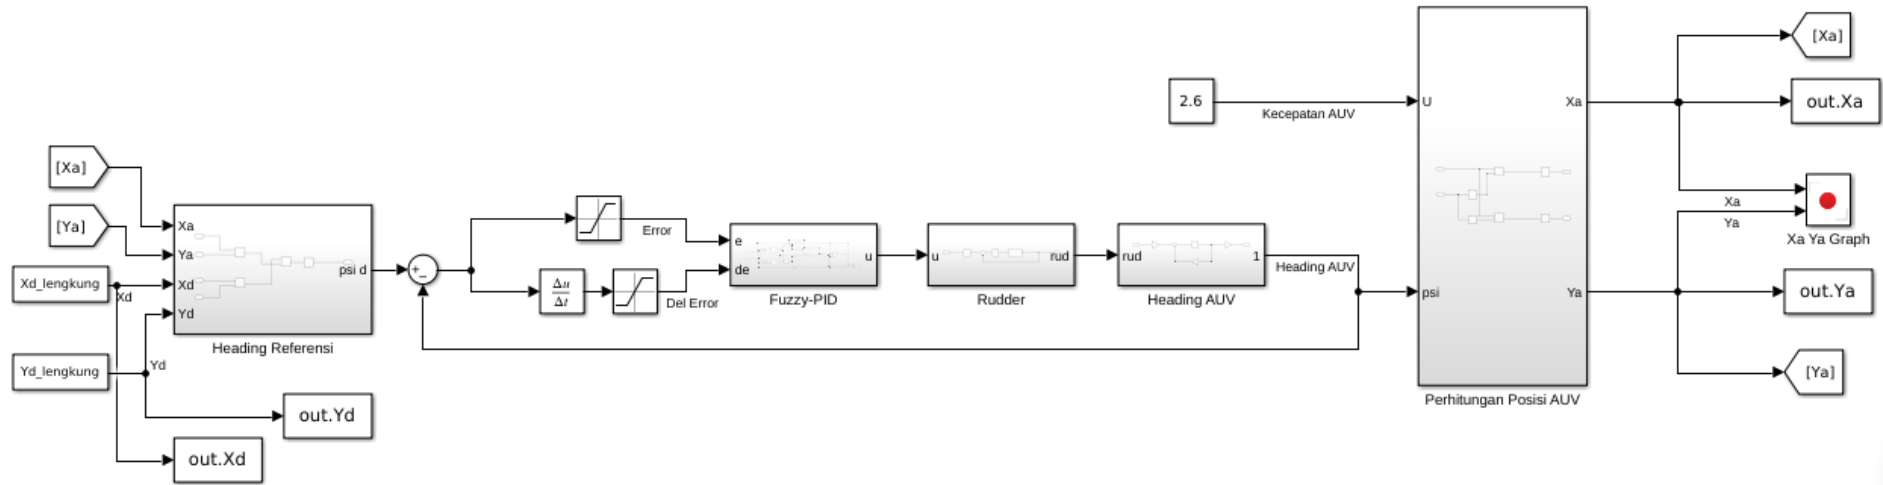 [Xa]
[Ya]
Xd_lengkung
Xd
Yd_lengkung
Yd
out.Yd
out.Xd
Xa
Ya
Xd
Yd
psi d
Heading Referensi
+
−
Error
Δu
Δt
Del Error
e
de
u
Fuzzy-PID
u
rud
Rudder
rud
1
Heading AUV
Heading AUV
2.6
Kecepatan AUV
U
psi
Xa
Ya
Perhitungan Posisi AUV
[Xa]
out.Xa
Xa
Ya
Xa Ya Graph
out.Ya
[Ya]